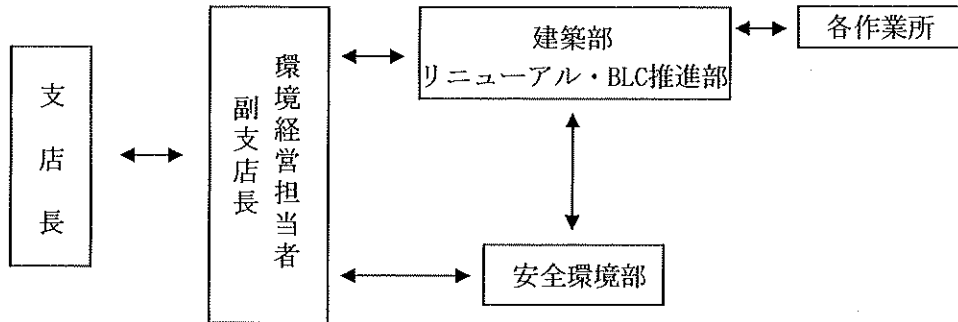 支店長
環境経営担当者
副支店長
建築部
リニューアル・BLC推進部
各作業所
安全環境部